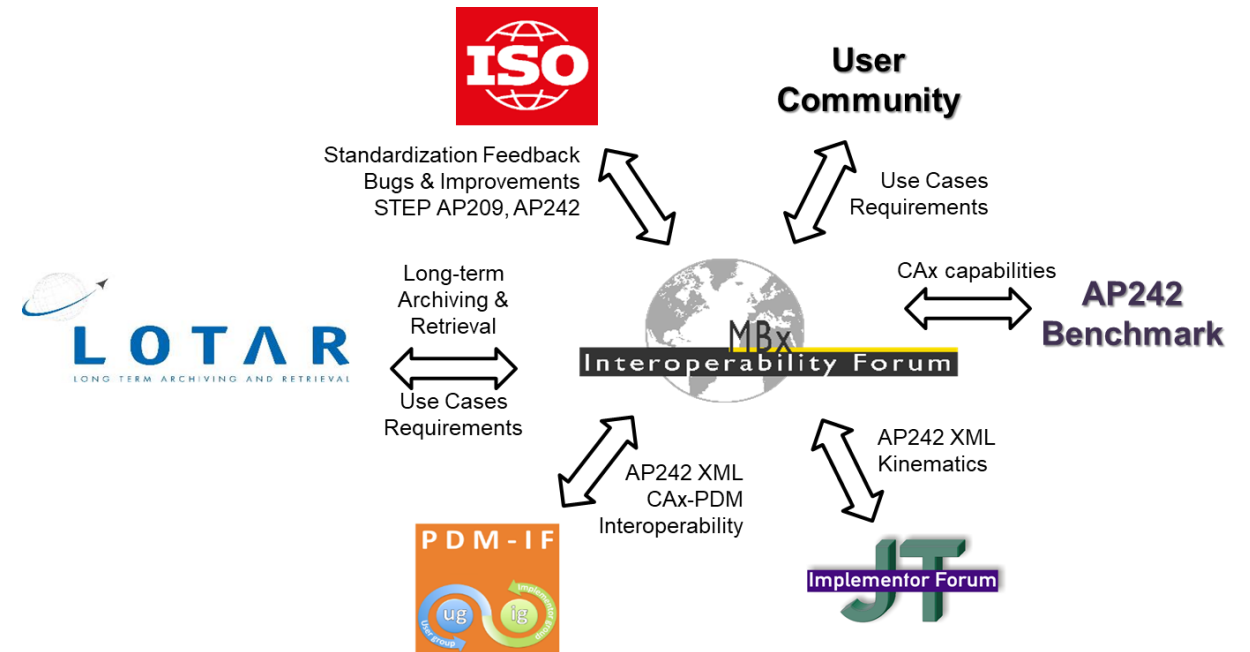 ISO
User
Community
Standardization Feedback
Bugs & Improvements
STEP AP209, AP242
Use Cases
Requirements
CAx capabilities
AP242
Benchmark
Long-term
Archiving &
Retrieval
LOTAR
LONG TERM ARCHIVING AND RETRIEVAL
Use Cases
Requirements
MBx
Interoperability Forum
AP242 XML
Kinematics
AP242 XML
CAx-PDM
Interoperability
PDM-IF
ug
ig
User group
Implementor group
JT
Implementor Forum